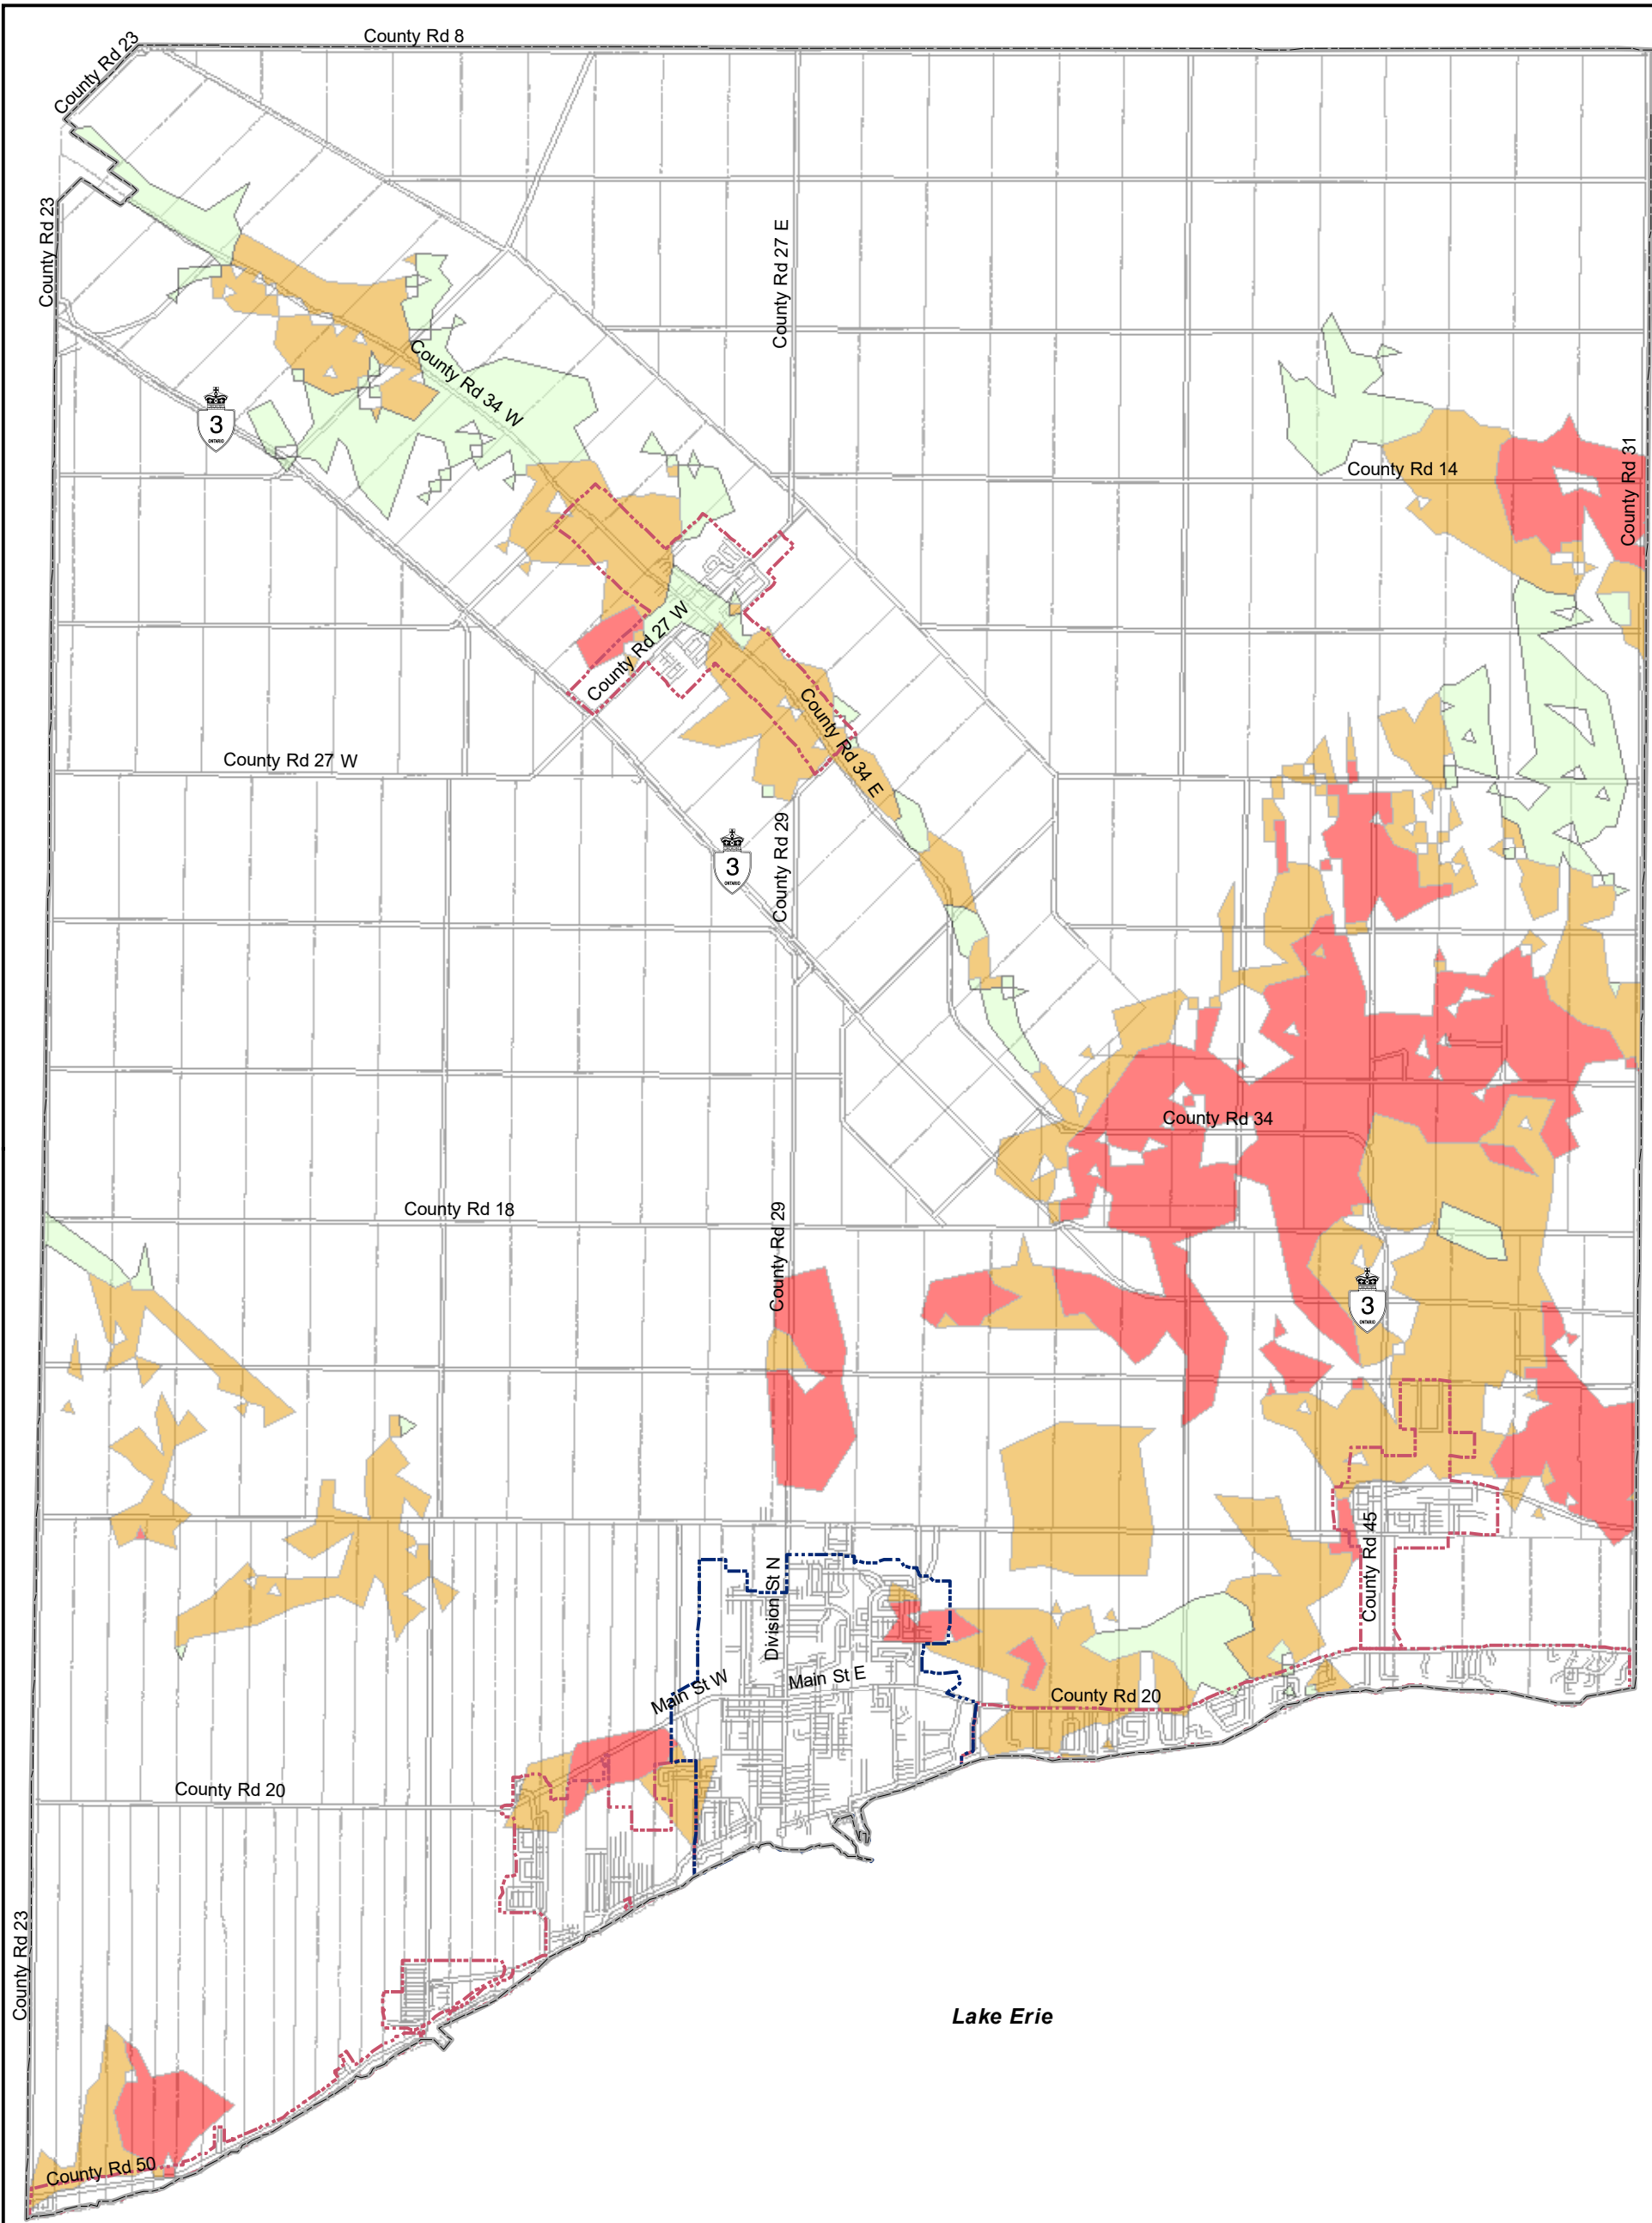 County Rd 8
County Rd 23
County Rd 23
County Rd 27 E
County Rd 34 W
3
ONTARIO
County Rd 14
County Rd 31
County Rd 27 W
County Rd 34 E
County Rd 27 W
County Rd 29
3
ONTARIO
County Rd 34
County Rd 18
County Rd 29
3
ONTARIO
County Rd 45
Division St N
Main St W
Main St E
County Rd 20
County Rd 20
County Rd 23
Lake Erie
County Rd 50